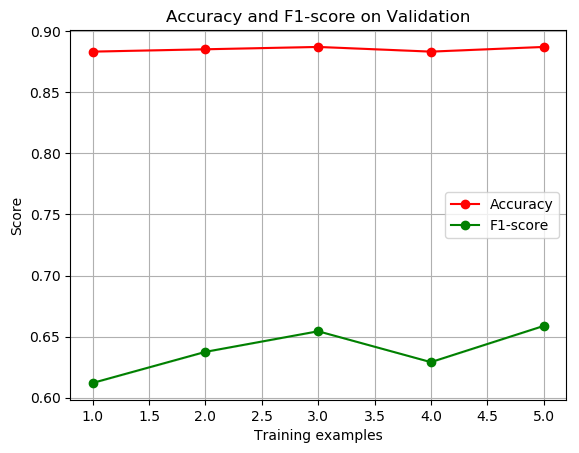 Accuracy and F1-score on Validation
0.90
0.85
0.80
0.75
0.70
0.65
0.60
Score
Accuracy
F1-score
1.0 1.5 2.0 2.5 3.0 3.5 4.0 4.5 5.0
Training examples